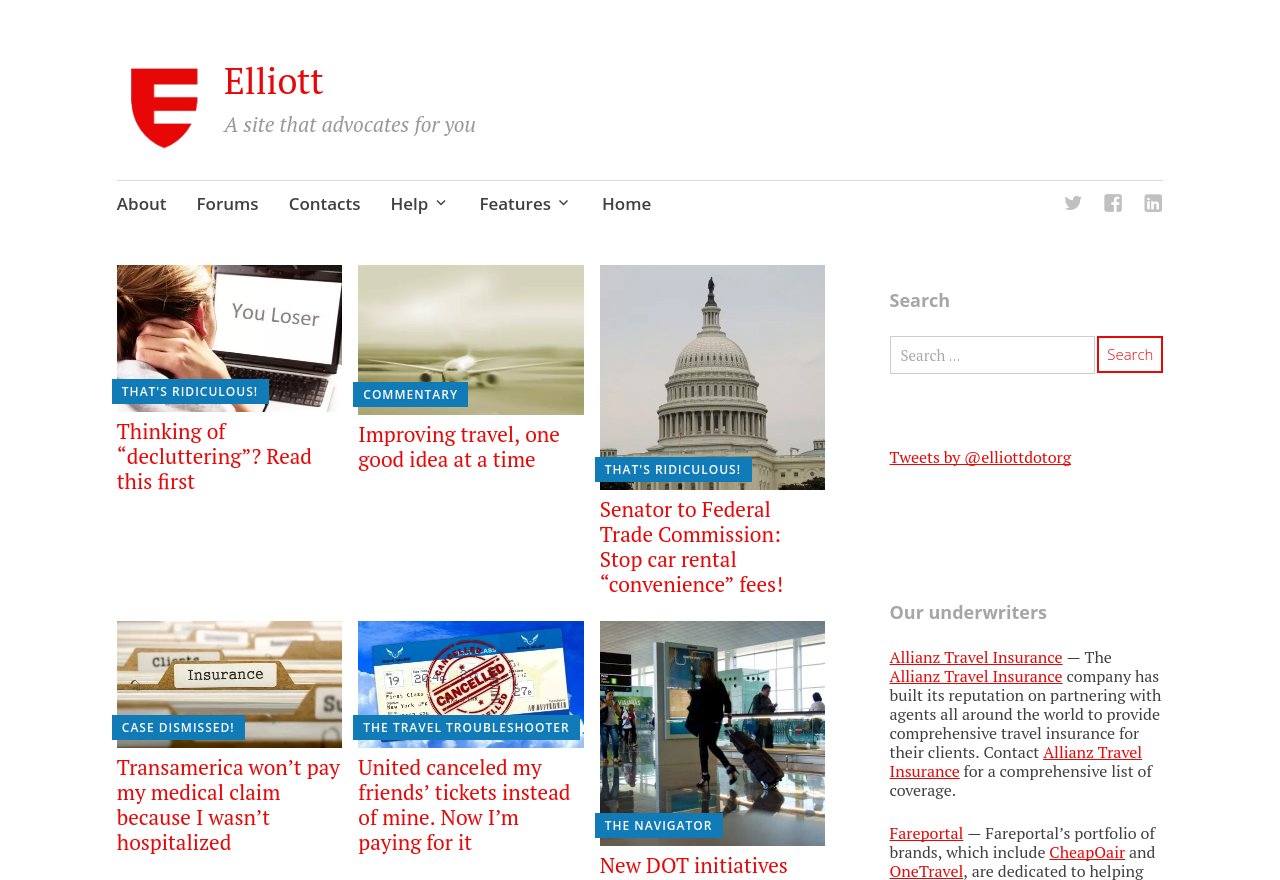 Elliott
A site that advocates for you
About
Forums
Contacts
Help
Features
Home
You Loser
THAT'S RIDICULOUS!
Thinking of
“decluttering”? Read
this first
COMMENTARY
Improving travel, one
good idea at a time
THAT'S RIDICULOUS!
Senator to Federal
Trade Commission:
Stop car rental
“convenience” fees!
Clients
Insurance
CASE DISMISSED!
Transamerica won’t pay
my medical claim
because I wasn’t
hospitalized
CANCELLED
THE TRAVEL TROUBLESHOOTER
United canceled my
friends’ tickets instead
of mine. Now I’m
paying for it
THE NAVIGATOR
New DOT initiatives
Search
Search ...
Search
Tweets by @elliottdotorg
Our underwriters
Allianz Travel Insurance — The
Allianz Travel Insurance company has
built its reputation on partnering with
agents all around the world to provide
comprehensive travel insurance for
their clients. Contact Allianz Travel
Insurance for a comprehensive list of
coverage.
Fareportal — Fareportal’s portfolio of
brands, which include CheapOair and
OneTravel, are dedicated to helping